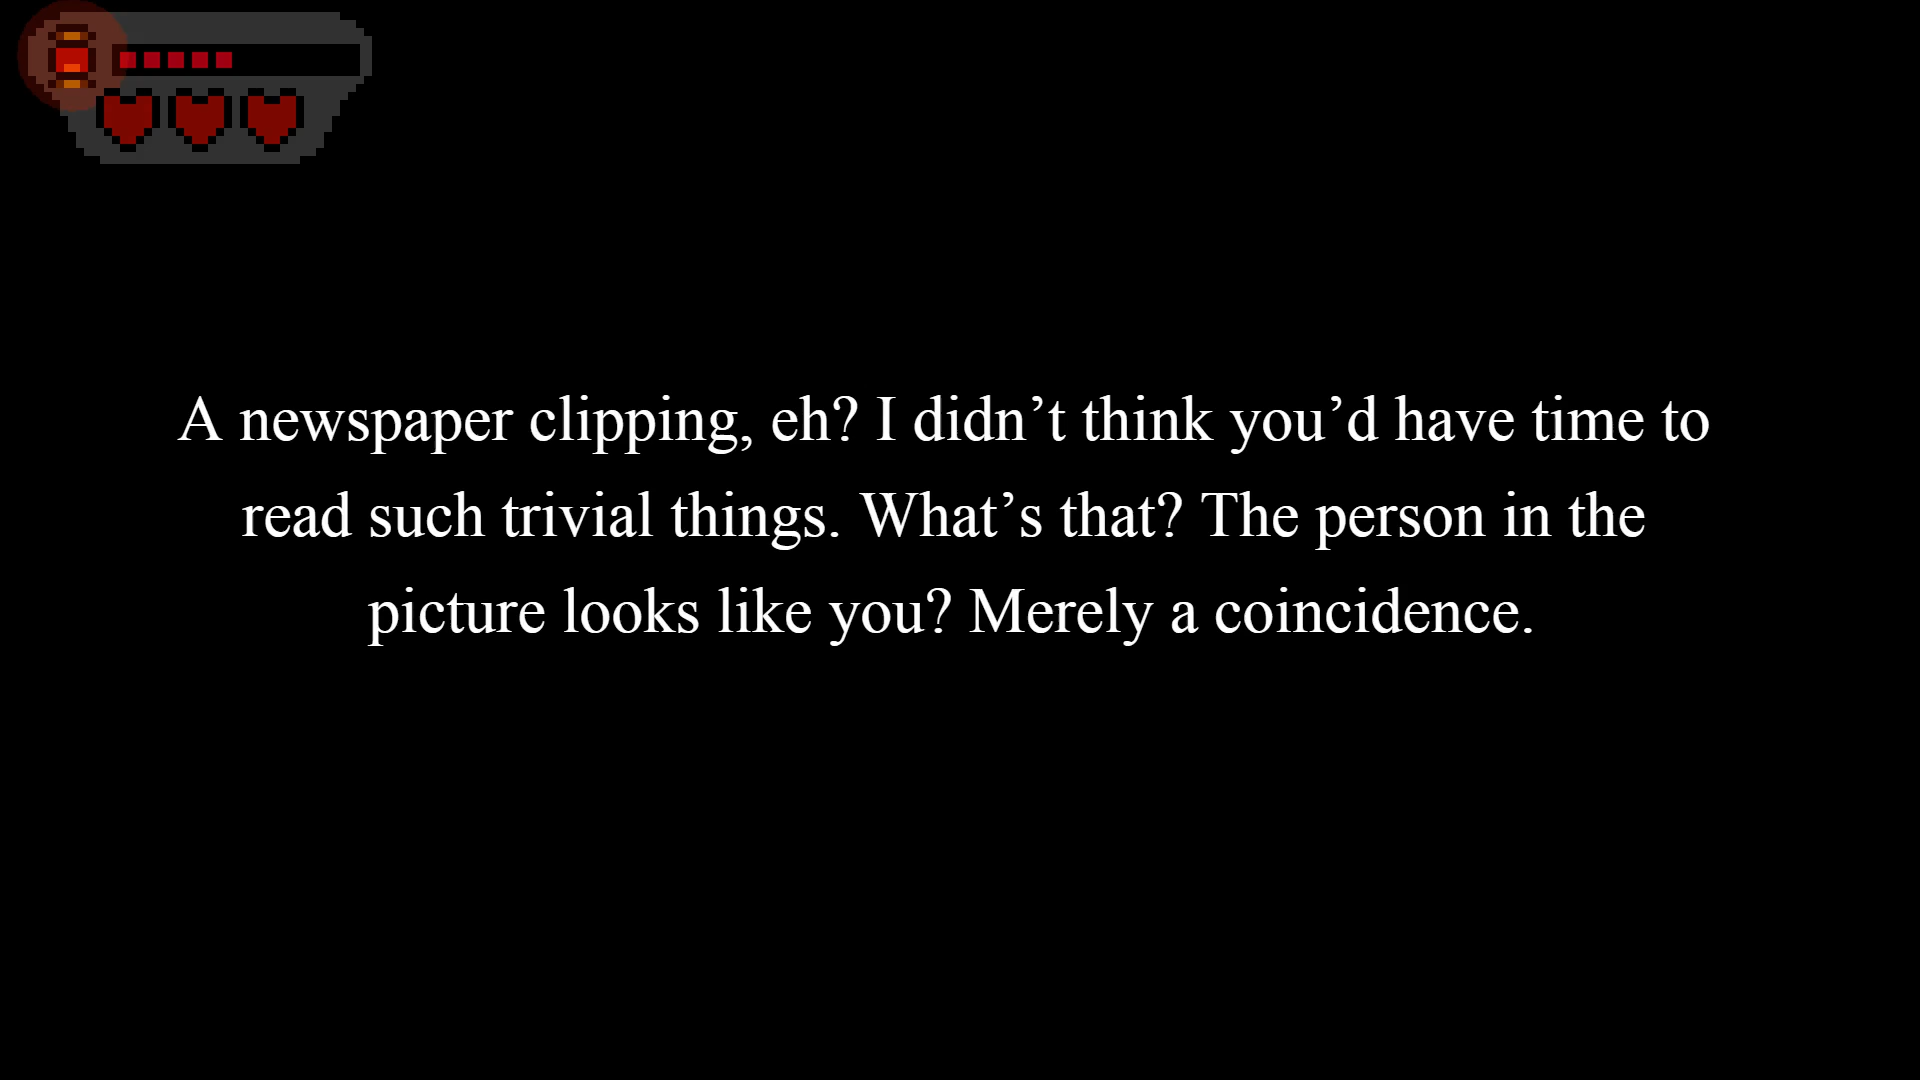 A newspaper clipping, eh? I didn’t think you’d have time to
read such trivial things. What’s that? The person in the
picture looks like you? Merely a coincidence.